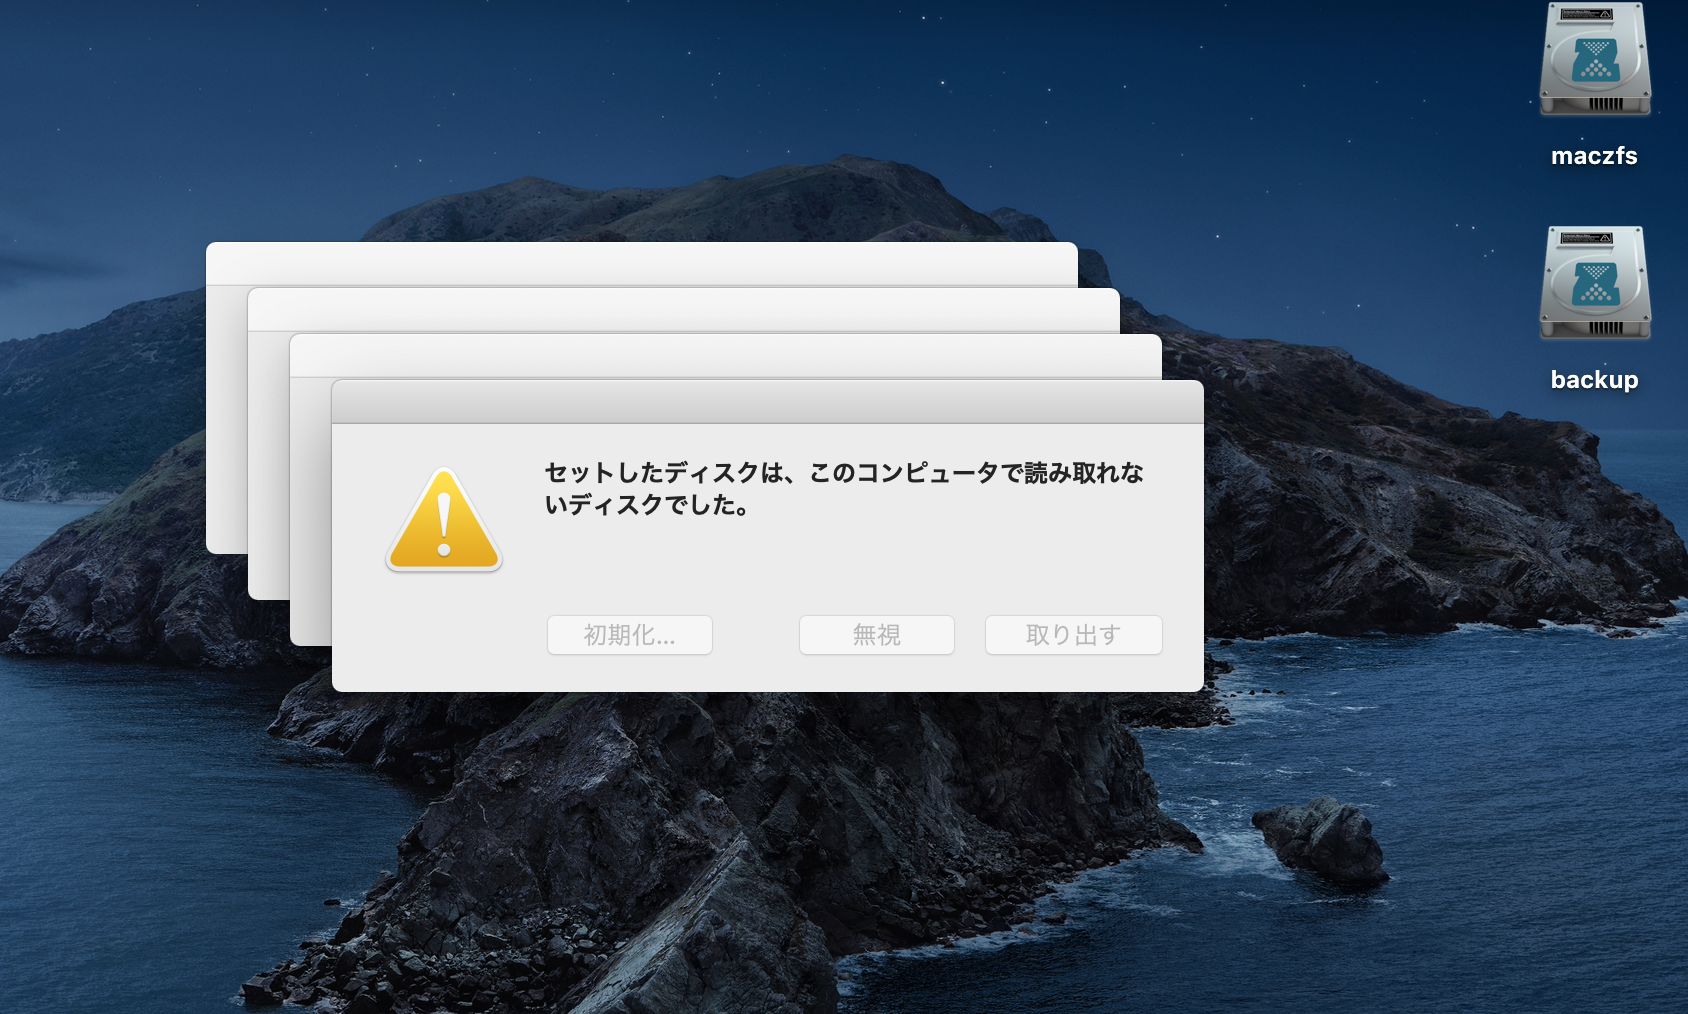 maczfs
backup
セットしたディスクは、このコンピュータで読み取れな
いディスクでした。
初期化...
無視
取り出す